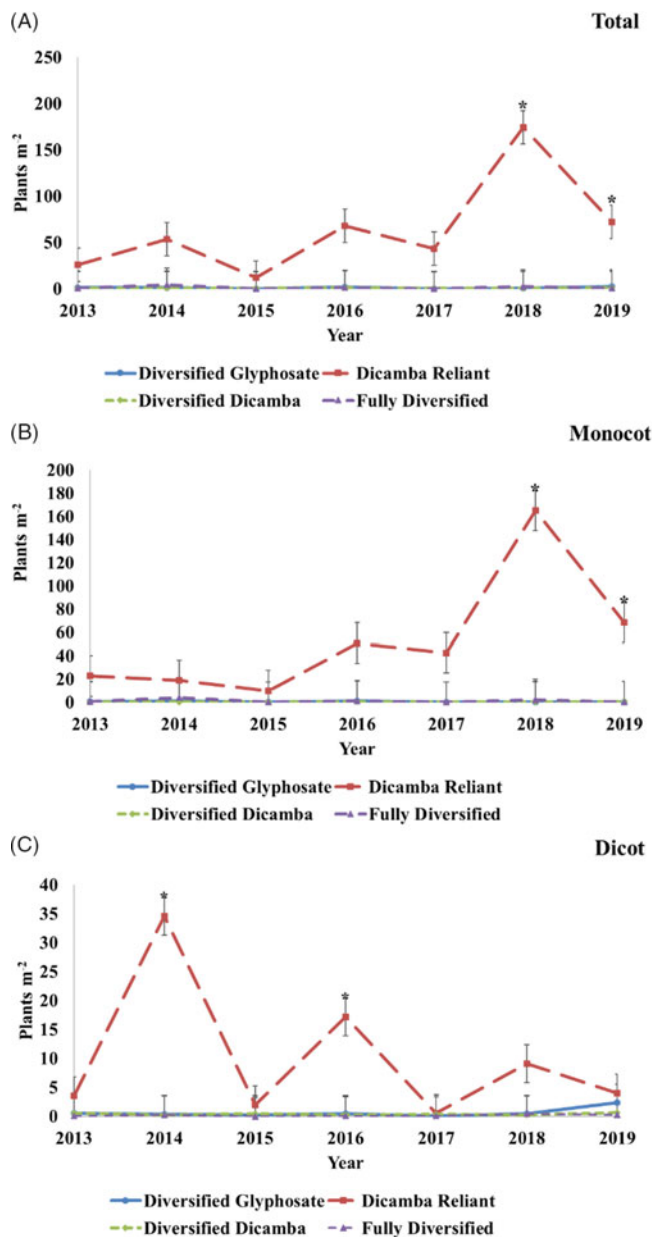 (A)
Total
250
200
150
100
50
0
Plants m⁻²
*
*
2013 2014 2015 2016 2017 2018 2019
Year
Diversified Glyphosate Dicamba Reliant
Diversified Dicamba Fully Diversified
(B)
Monocot
200
180
160
140
120
100
80
60
40
20
0
Plants m⁻²
*
*
2013 2014 2015 2016 2017 2018 2019
Year
Diversified Glyphosate Dicamba Reliant
Diversified Dicamba Fully Diversified
(C)
Dicot
40
35
30
25
20
15
10
5
0
Plants m⁻²
*
*
2013 2014 2015 2016 2017 2018 2019
Year
Diversified Glyphosate Dicamba Reliant
Diversified Dicamba Fully Diversified